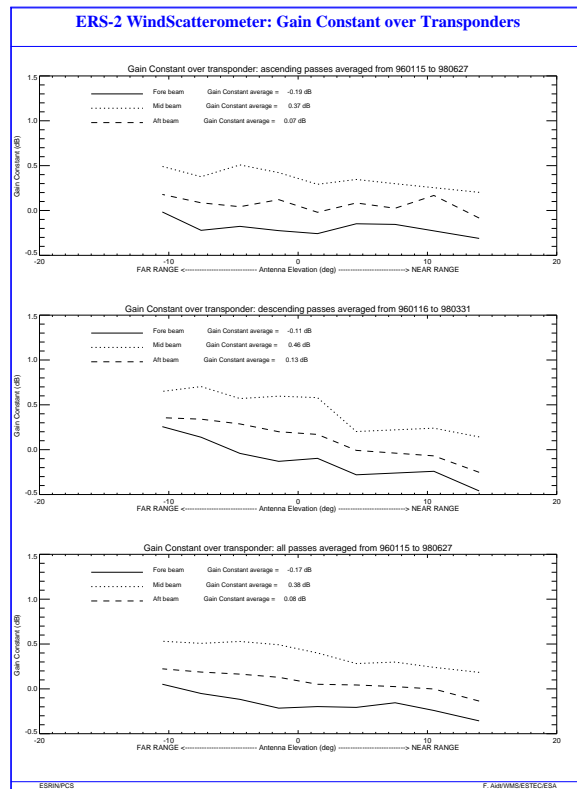 ERS-2 WindScatterometer: Gain Constant over Transponders
Gain Constant over transponder: ascending passes averaged from 960115 to 980627
1.5
1.0
0.5
0.0
-0.5
Gain Constant (dB)
Fore beam Gain Constant average = -0.19 dB
Mid beam Gain Constant average = 0.37 dB
Aft beam Gain Constant average = 0.07 dB
-20 -10 0 10 20
FAR RANGE <---------------------------- Antenna Elevation (deg) --------------------------> NEAR RANGE
Gain Constant over transponder: descending passes averaged from 960116 to 980331
1.5
1.0
0.5
0.0
-0.5
Gain Constant (dB)
Fore beam Gain Constant average = -0.11 dB
Mid beam Gain Constant average = 0.46 dB
Aft beam Gain Constant average = 0.13 dB
-20 -10 0 10 20
FAR RANGE <---------------------------- Antenna Elevation (deg) --------------------------> NEAR RANGE
Gain Constant over transponder: all passes averaged from 960115 to 980627
1.5
1.0
0.5
0.0
-0.5
Gain Constant (dB)
Fore beam Gain Constant average = -0.17 dB
Mid beam Gain Constant average = 0.38 dB
Aft beam Gain Constant average = 0.08 dB
-20 -10 0 10 20
FAR RANGE <---------------------------- Antenna Elevation (deg) --------------------------> NEAR RANGE
ESRIN/PCS F. Aidt/WMS/ESTEC/ESA